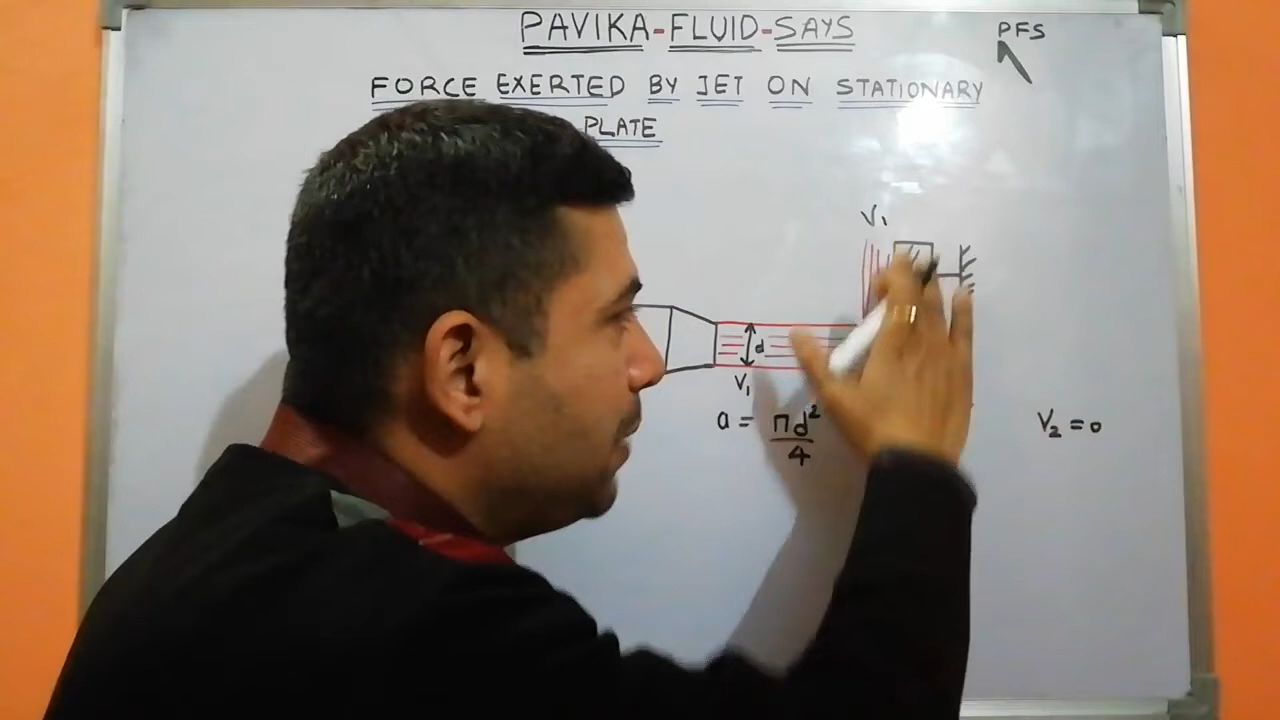 PAVIKA-FLUID-SAYS
PFS
FORCE EXERTED BY JET ON STATIONARY
PLATE
V₁
d
V₁
a = πd²/4
V₂ = 0